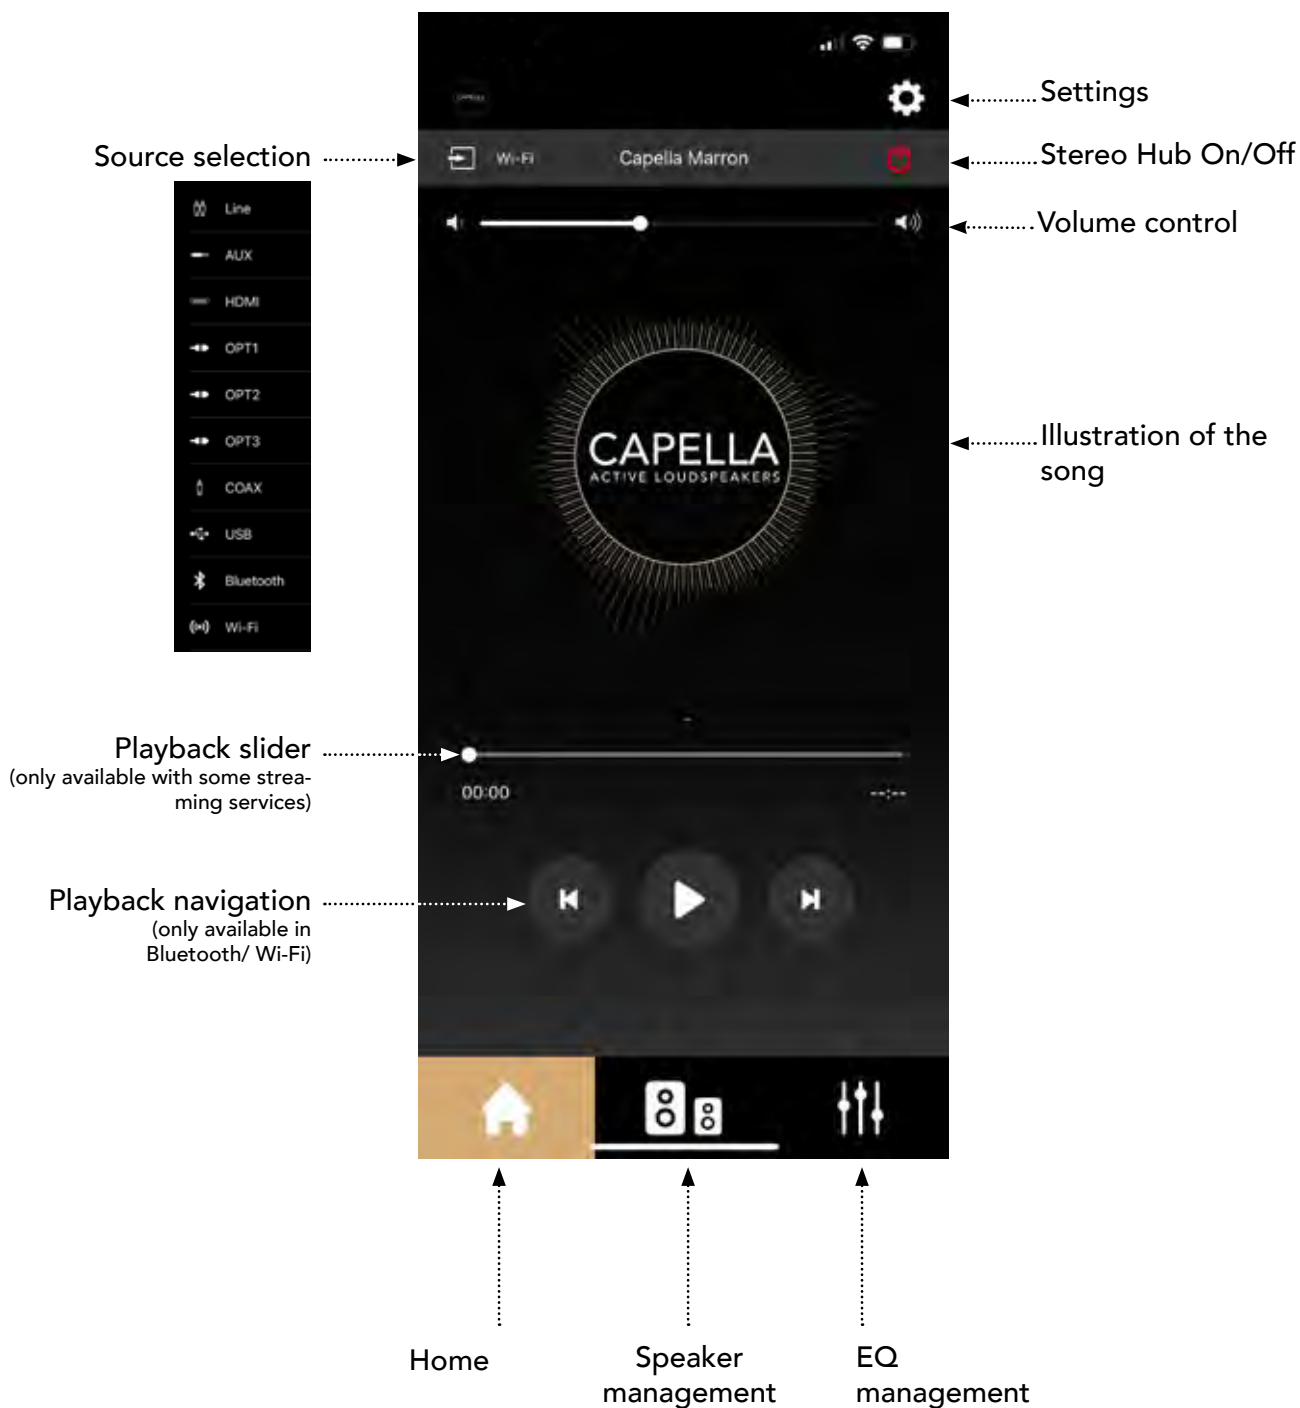 CAPELLA
Settings
Source selection
Wi-Fi
Capella Marron
Stereo Hub On/Off
Line
AUX
HDMI
OPT1
OPT2
OPT3
COAX
USB
Bluetooth
Wi-Fi
Volume control
CAPELLA
ACTIVE LOUDSPEAKERS
Illustration of the
song
Playback slider
(only available with some strea-
ming services)
-
00:00
--:--
Playback navigation
(only available in
Bluetooth/ Wi-Fi)
Home
Speaker
management
EQ
management